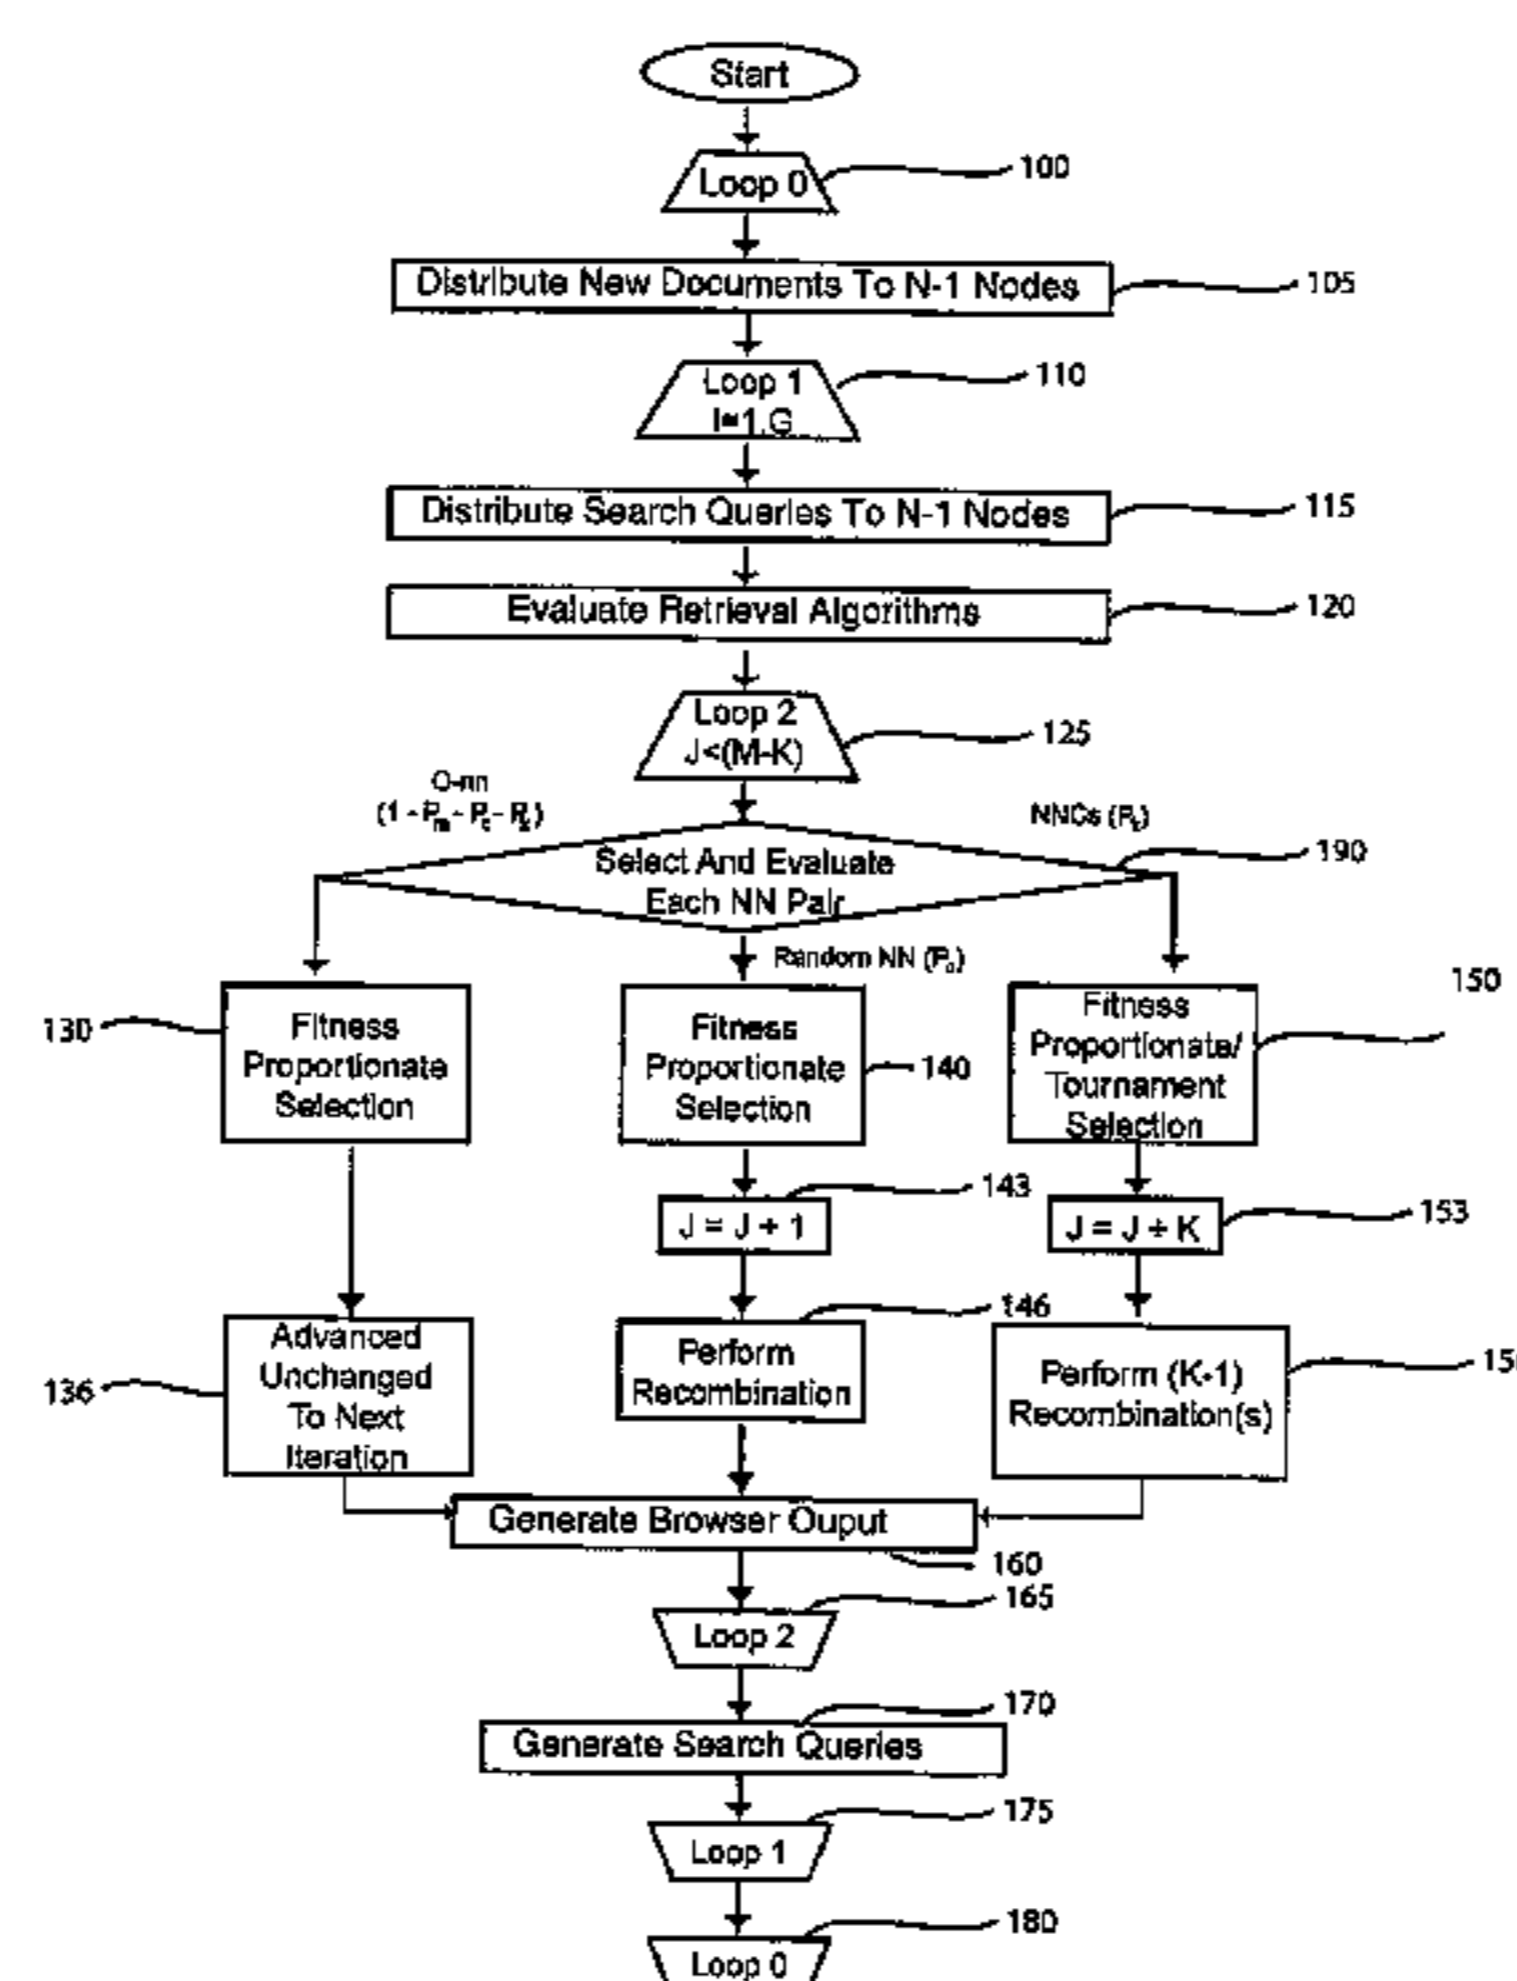 Start
Loop 0
100
Distribute New Documents To N-1 Nodes
105
Loop 1
I=1,G
110
Distribute Search Queries To N-1 Nodes
115
Evaluate Retrieval Algorithms
120
Loop 2
J<(M-K)
125
O-nn
NNCs
Select And Evaluate
Each NN Pair
190
Random NN
Fitness
Proportionate
Selection
130
Fitness
Proportionate
Selection
140
Fitness
Proportionate/
Tournament
Selection
150
J = J + 1
143
J = J + K
153
Advanced
Unchanged
To Next
Iteration
136
Perform
Recombination
146
Perform (K-1)
Recombination(s)
Generate Browser Ouput
160
Loop 2
165
Generate Search Queries
170
Loop 1
175
Loop 0
180